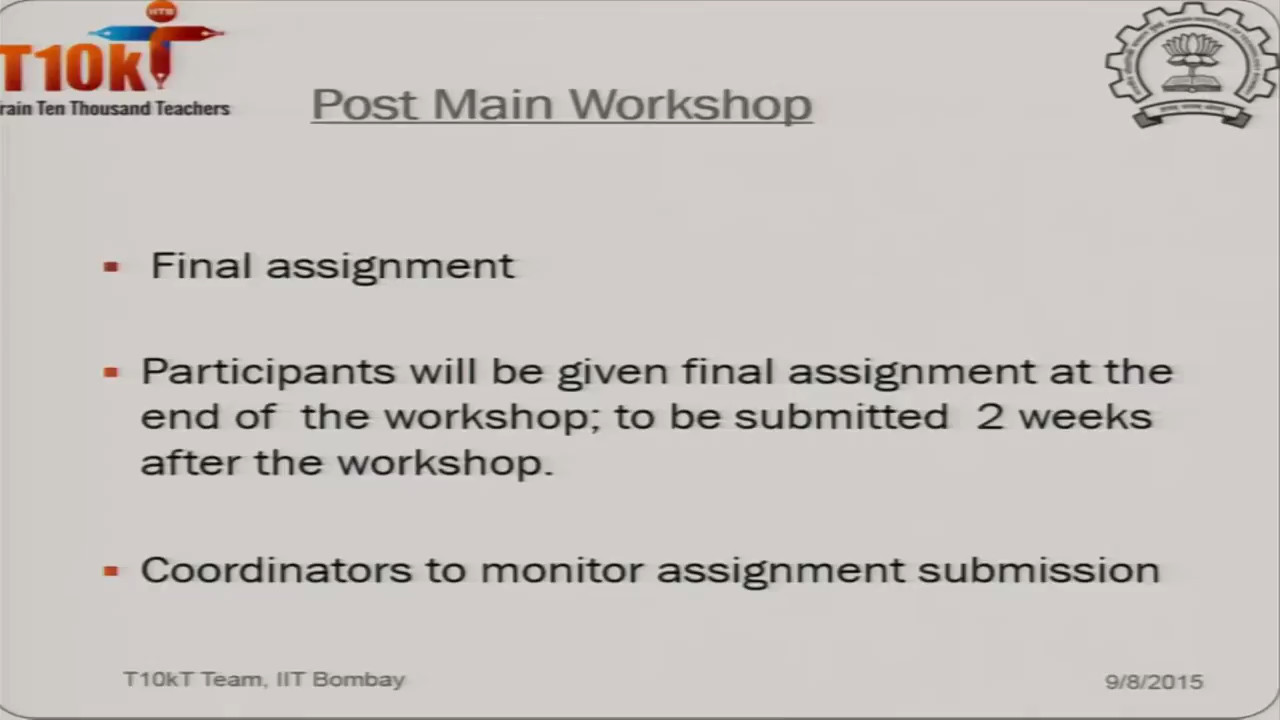 T10kT
rain Ten Thousand Teachers
Post Main Workshop
Final assignment
Participants will be given final assignment at the
end of the workshop; to be submitted 2 weeks
after the workshop.
Coordinators to monitor assignment submission
T10kT Team, IIT Bombay
9/8/2015